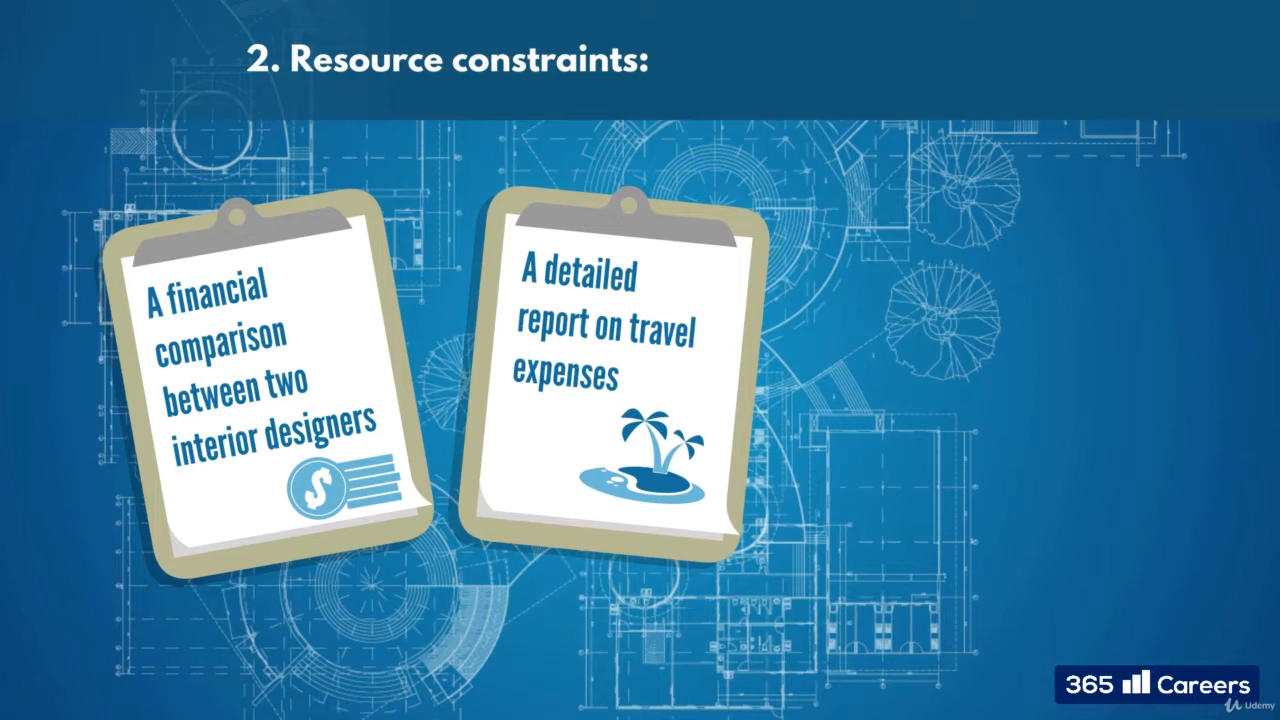 2. Resource constraints:
A financial
comparison
between two
interior designers
$
A detailed
report on travel
expenses
365 Careers
Udemy